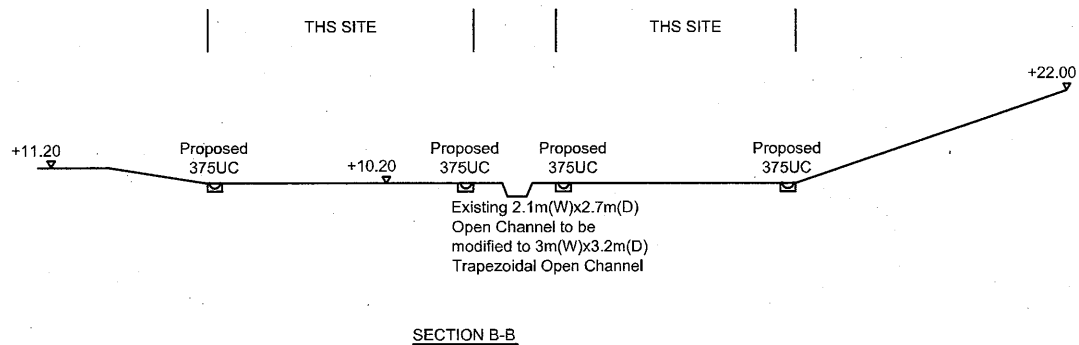 THS SITE
THS SITE
+22.00
+11.20
Proposed
375UC
+10.20
Proposed
375UC
Proposed
375UC
Proposed
375UC
Existing 2.1m(W)x2.7m(D)
Open Channel to be
modified to 3m(W)x3.2m(D)
Trapezoidal Open Channel
SECTION B-B